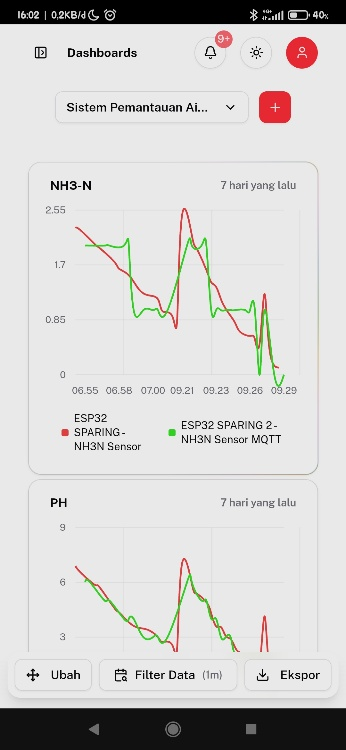 16:02 | 0,2KB/d 40%
Dashboards
9+
Sistem Pemantauan Ai...
NH3-N 7 hari yang lalu
2.55
1.7
0.85
0
06.55 06.58 07.00 09.21 09.23 09.26 09.29
ESP32
SPARING -
NH3N Sensor
ESP32 SPARING 2 -
NH3N Sensor MQTT
PH 7 hari yang lalu
9
6
3
Ubah
Filter Data (1m)
Ekspor